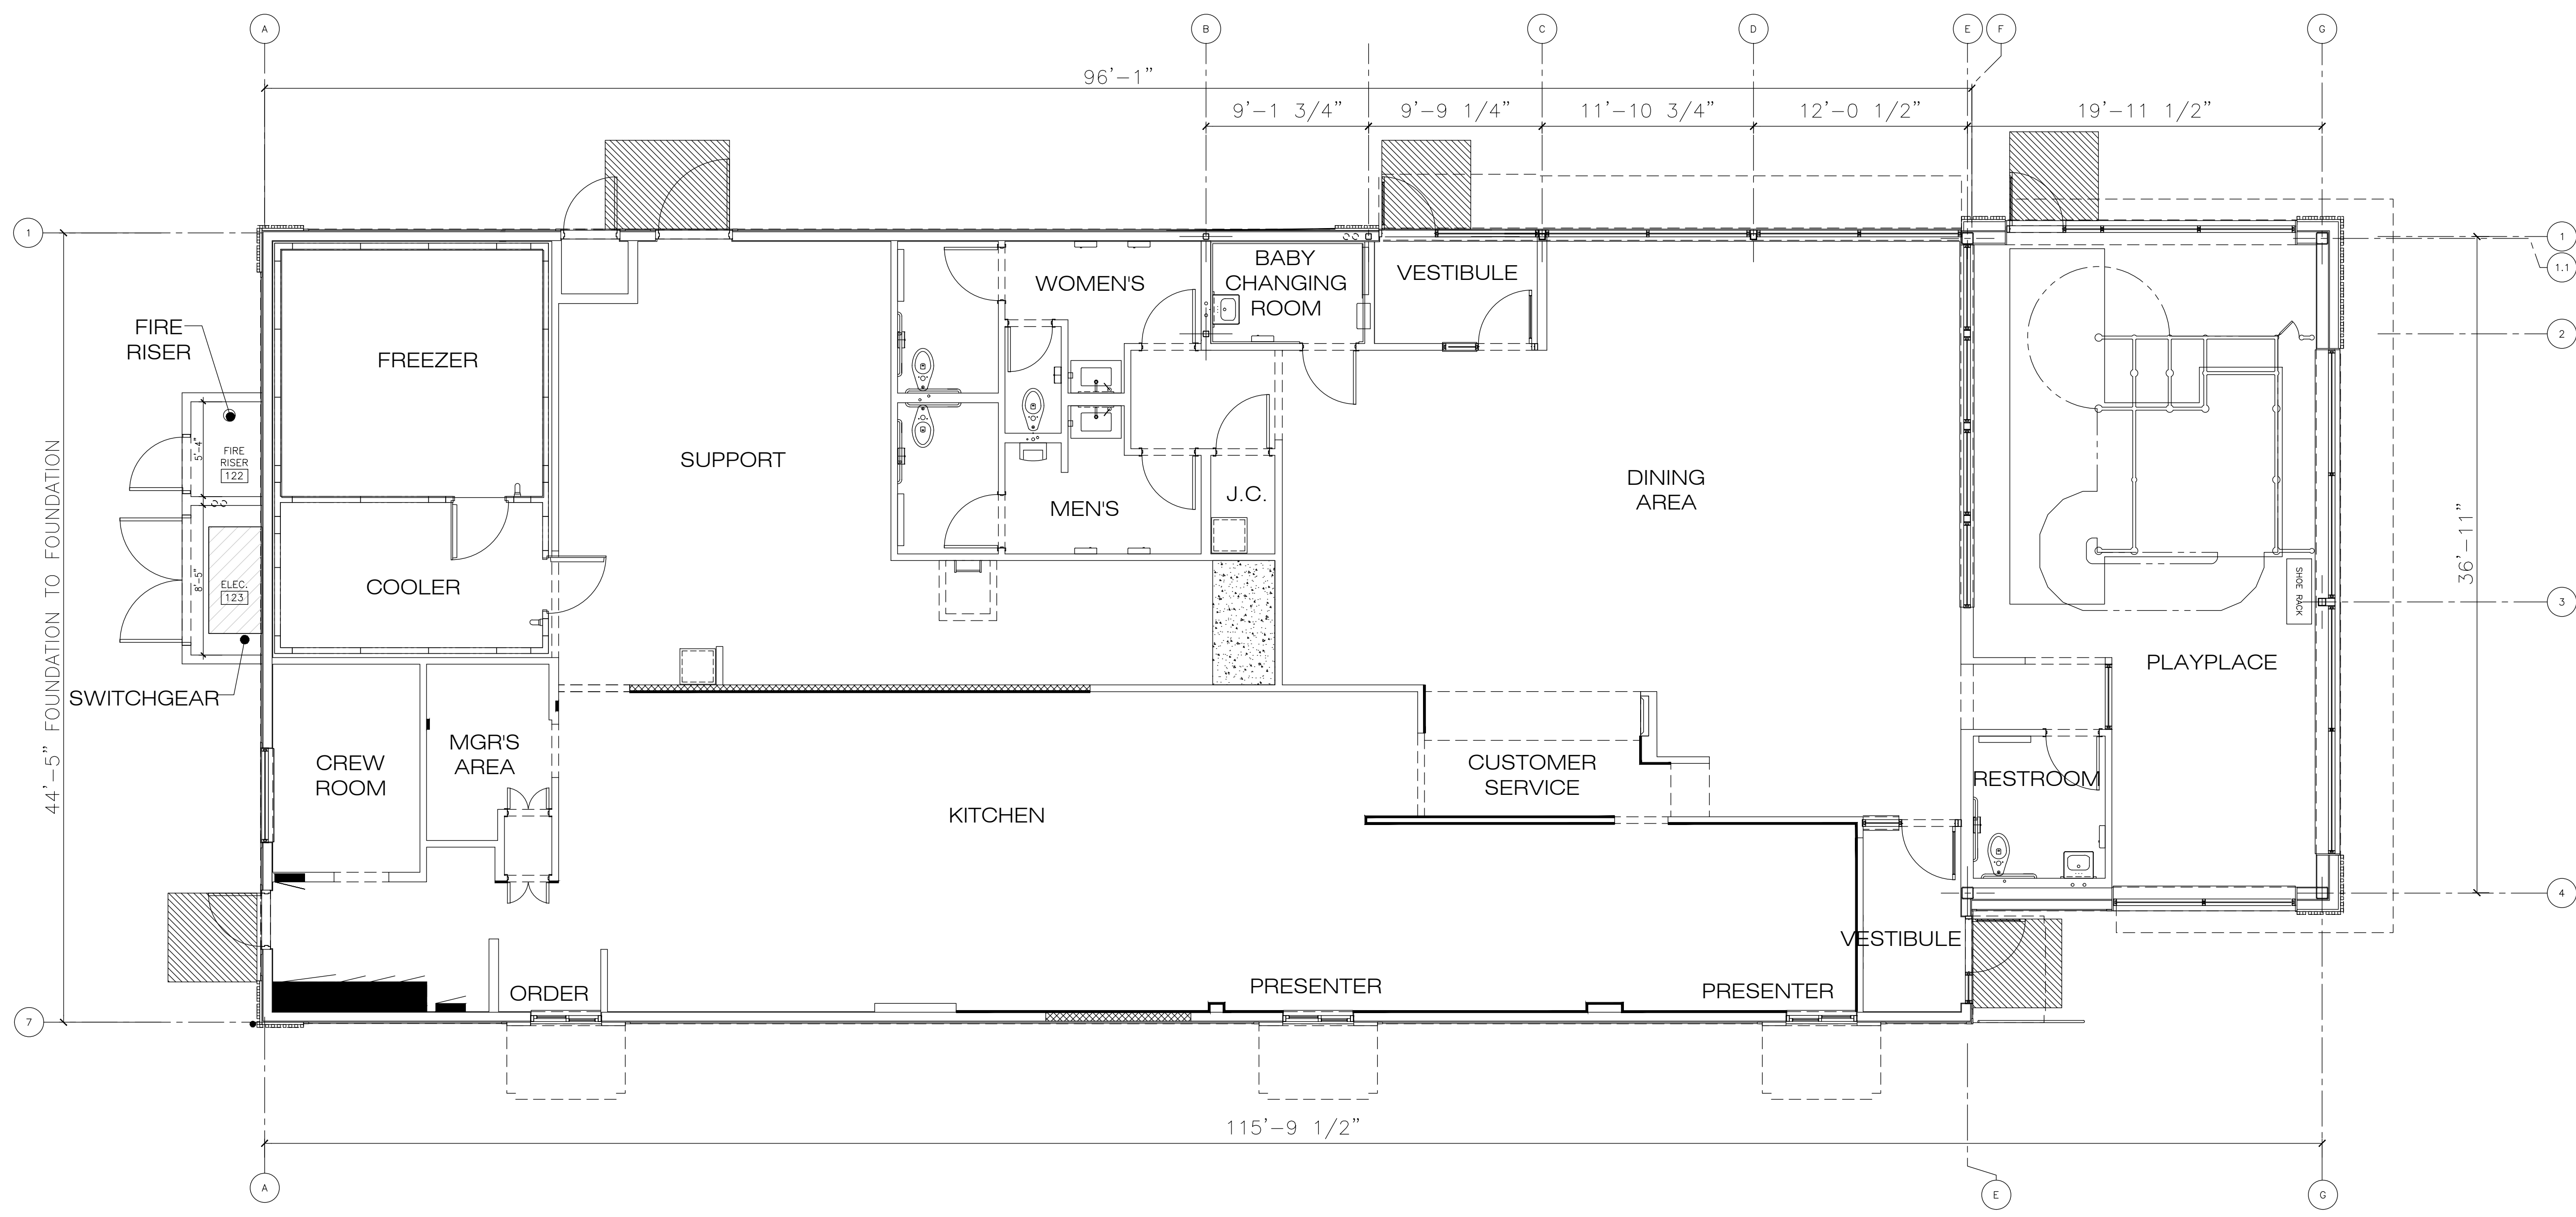 A
B
C
D
E
F
G
96'-1"
9'-1 3/4"
9'-9 1/4"
11'-10 3/4"
12'-0 1/2"
19'-11 1/2"
1
1
1.1
2
3
4
7
44'-5" FOUNDATION TO FOUNDATION
36'-11"
FIRE
RISER
FIRE
RISER
122
5'-4"
8'-5"
ELEC.
123
SWITCHGEAR
FREEZER
COOLER
SUPPORT
WOMEN'S
MEN'S
BABY
CHANGING
ROOM
VESTIBULE
J.C.
DINING
AREA
SHOE RACK
PLAYPLACE
CREW
ROOM
MGR'S
AREA
KITCHEN
CUSTOMER
SERVICE
RESTROOM
VESTIBULE
ORDER
PRESENTER
PRESENTER
115'-9 1/2"
A
E
G